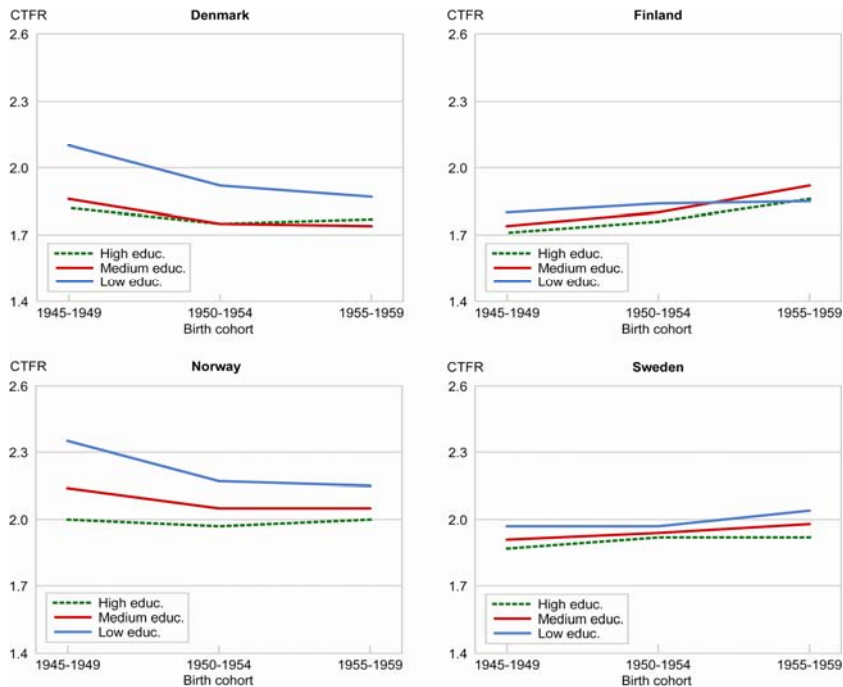 CTFR
Denmark
2.6
2.3
2.0
1.7
1.4
High educ.
Medium educ.
Low educ.
1945-1949
1950-1954
1955-1959
Birth cohort
CTFR
Finland
2.6
2.3
2.0
1.7
1.4
High educ.
Medium educ.
Low educ.
1945-1949
1950-1954
1955-1959
Birth cohort
CTFR
Norway
2.6
2.3
2.0
1.7
1.4
High educ.
Medium educ.
Low educ.
1945-1949
1950-1954
1955-1959
Birth cohort
CTFR
Sweden
2.6
2.3
2.0
1.7
1.4
High educ.
Medium educ.
Low educ.
1945-1949
1950-1954
1955-1959
Birth cohort